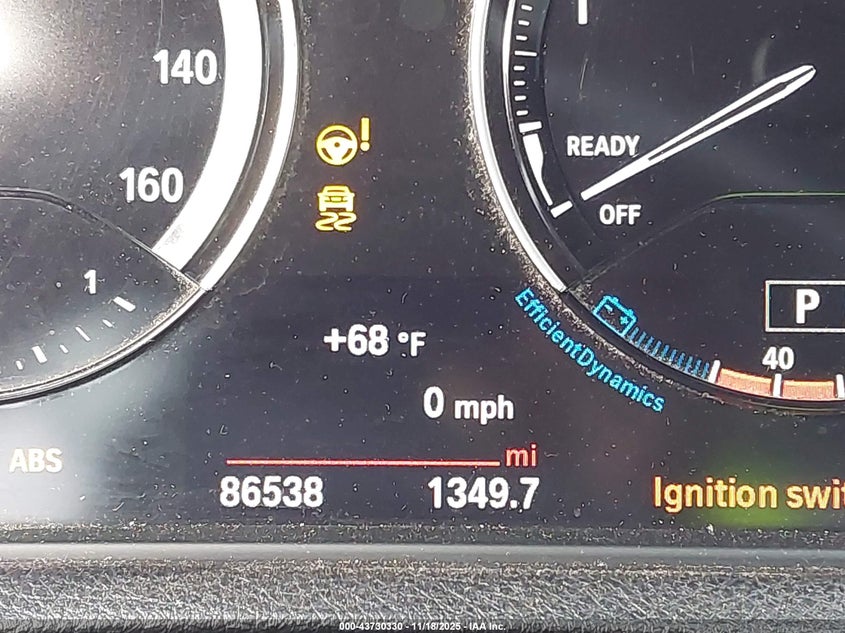 140
160
1
READY
OFF
P
EfficientDynamics
40
+68 °F
0 mph
ABS
mi
86538 1349.7
Ignition swit
000-43730330 - 11/18/2025 - IAA Inc.